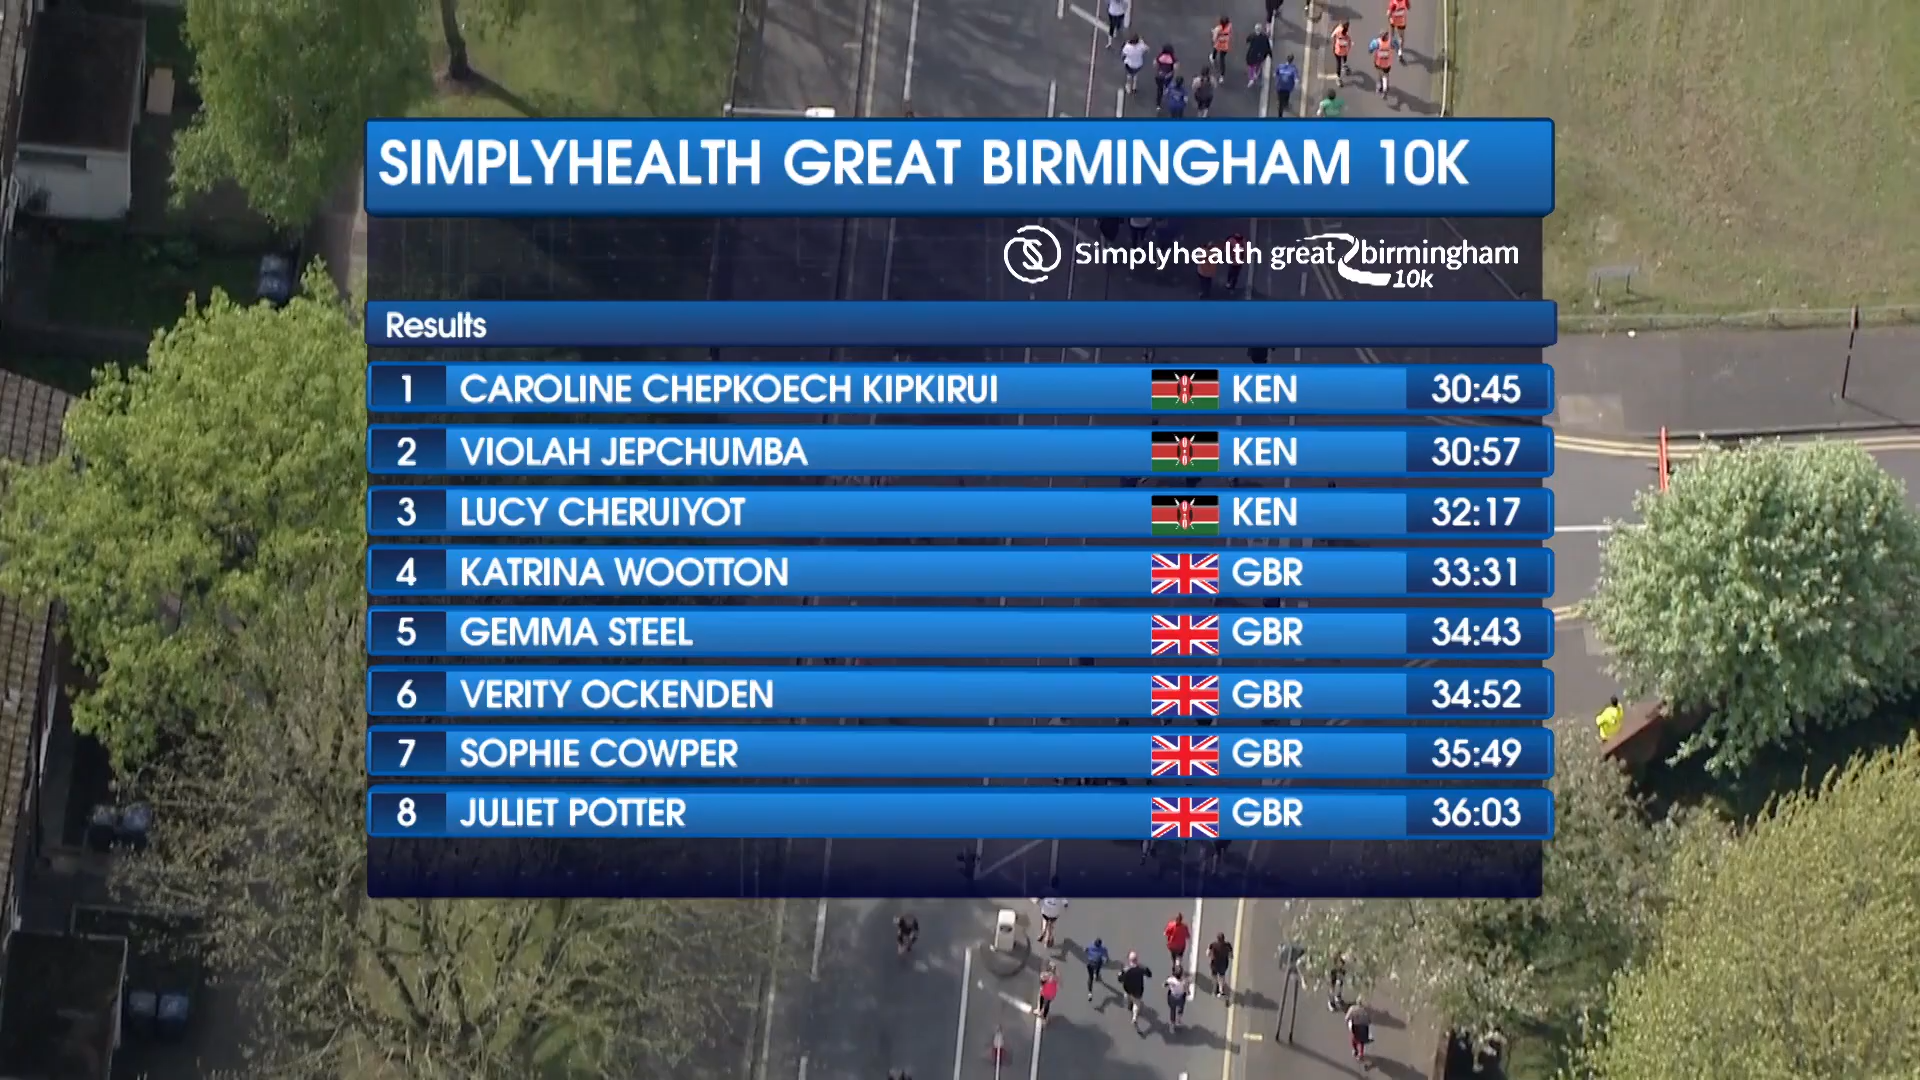 SIMPLYHEALTH GREAT BIRMINGHAM 10K
Simplyhealth great birmingham
10k
Results
1 CAROLINE CHEPKOECH KIPKIRUI KEN 30:45
2 VIOLAH JEPCHUMBA KEN 30:57
3 LUCY CHERUIYOT KEN 32:17
4 KATRINA WOOTTON GBR 33:31
5 GEMMA STEEL GBR 34:43
6 VERITY OCKENDEN GBR 34:52
7 SOPHIE COWPER GBR 35:49
8 JULIET POTTER GBR 36:03